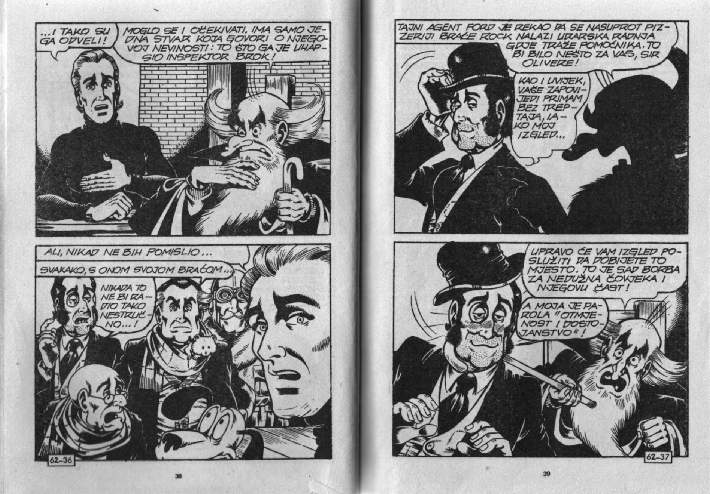 ...I TAKO SU
GA ODVELI!
MOGLO SE I OČEKIVATI, IMA SAMO JE-
DNA STVAR KOJA GOVORI O NJEGO-
VOJ NEVINOSTI: TO ŠTO GA JE UHAP-
SIO INSPEKTOR BROK!
ALI, NIKAD NE BIH POMISLIO...
SVAKAKO, S ONOM SVOJOM BRAĆOM...
NIKADA TO
NE BI RA-
DIO TAKO
NESTRUČ-
NO...!
62-36
38
TAJNI AGENT FORD JE REKAO DA SE NASUPROT PIZ-
ZERIJI BRAĆE ROCK NALAZI URARSKA RADNJA
GDJE TRAŽE POMOĆNIKA. TO
BI BILO NEŠTO ZA VAS, SIR
OLIVERE!
KAO I UVIJEK,
VAŠE ZAPOVI-
JEDI PRIMAM
BEZ TREP-
TAJA, IA-
KO MOJ
IZGLED...
UPRAVO ĆE VAM IZGLED PO-
SLUŽITI DA DOBIJETE TO
MJESTO. TO JE SAD BORBA
ZA NEDUŽNA ČOVJEKA I
NJEGOVU ČAST!
A MOJA JE PA-
ROLA "OTMJE-
NOST I DOSTO-
JANSTVO"!
62-37
39